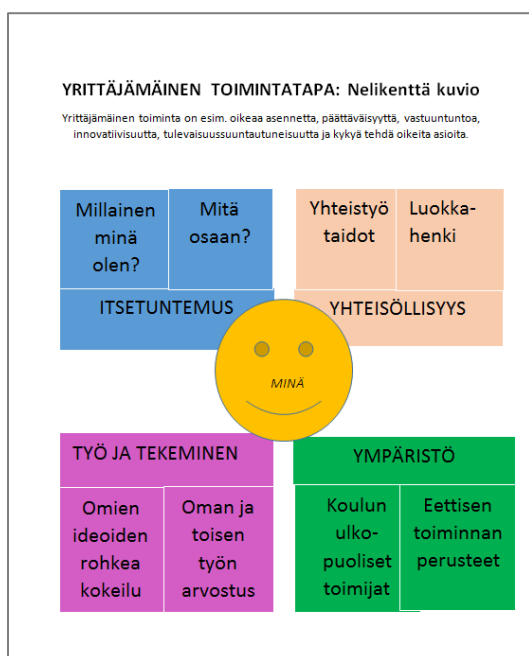 YRITTÄJÄMÄINEN TOIMINTATAPA: Nelikenttä kuvio
Yrittäjämäinen toiminta on esim. oikeaa asennetta, päättäväisyyttä, vastuuntuntoa,
innovatiivisuutta, tulevaisuussuuntautuneisuutta ja kykyä tehdä oikeita asioita.
Millainen
minä
olen?
Mitä
osaan?
ITSETUNTEMUS
Yhteistyö
taidot
Luokka-
henki
YHTEISÖLLISYYS
MINÄ
TYÖ JA TEKEMINEN
Omien
ideoiden
rohkea
kokeilu
Oman ja
toisen
työn
arvostus
YMPÄRISTÖ
Koulun
ulko-
puoliset
toimijat
Eettisen
toiminnan
perusteet